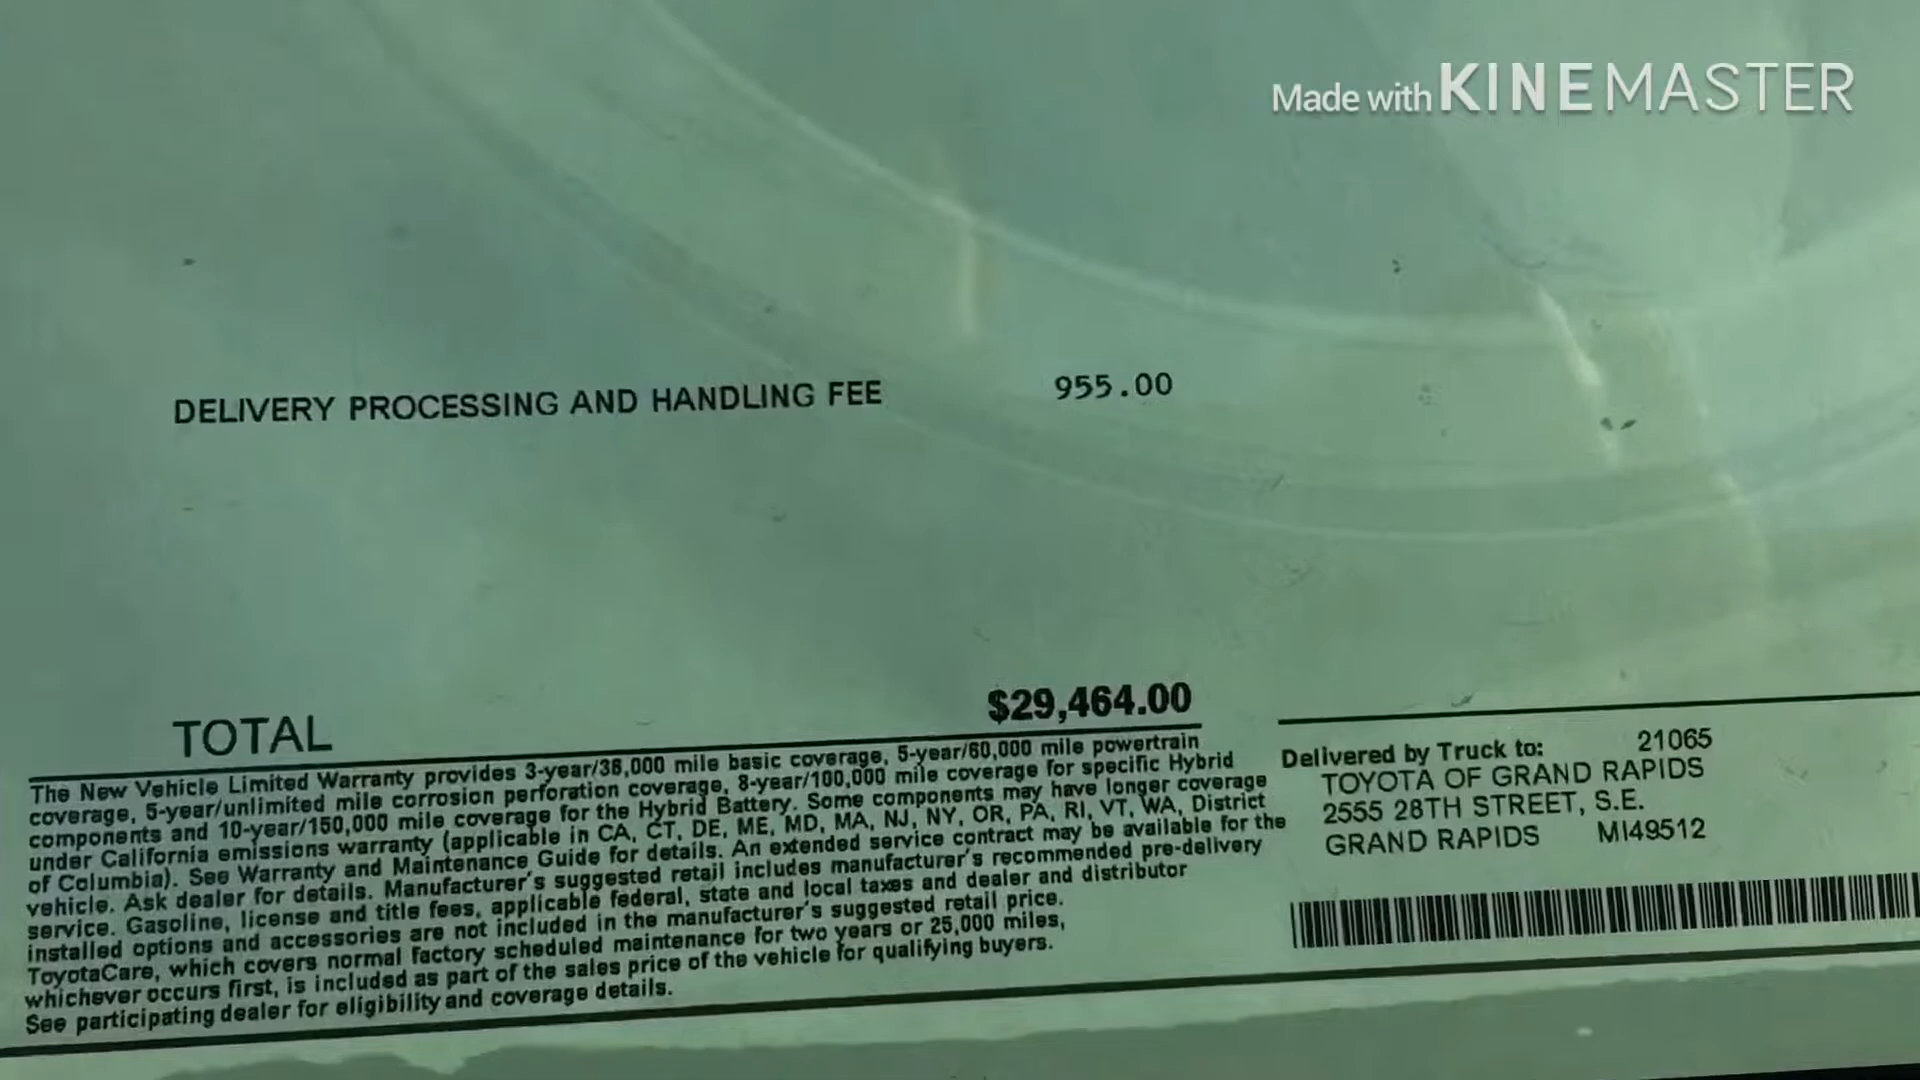 Made with KINEMASTER
DELIVERY PROCESSING AND HANDLING FEE 955.00
TOTAL $29,464.00
The New Vehicle Limited Warranty provides 3-year/36,000 mile basic coverage, 5-year/60,000 mile powertrain
coverage, 5-year/unlimited mile corrosion perforation coverage, 8-year/100,000 mile coverage for specific Hybrid
components and 10-year/150,000 mile coverage for the Hybrid Battery. Some components may have longer coverage
under California emissions warranty (applicable in CA, CT, DE, ME, MD, MA, NJ, NY, OR, PA, RI, VT, WA, District
of Columbia). See Warranty and Maintenance Guide for details. An extended service contract may be available for the
vehicle. Ask dealer for details. Manufacturer's suggested retail includes manufacturer's recommended pre-delivery
service. Gasoline, license and title fees, applicable federal, state and local taxes and dealer and distributor
installed options and accessories are not included in the manufacturer's suggested retail price.
ToyotaCare, which covers normal factory scheduled maintenance for two years or 25,000 miles,
whichever occurs first, is included as part of the sales price of the vehicle for qualifying buyers.
See participating dealer for eligibility and coverage details.
Delivered by Truck to: 21065
TOYOTA OF GRAND RAPIDS
2555 28TH STREET, S.E.
GRAND RAPIDS MI49512